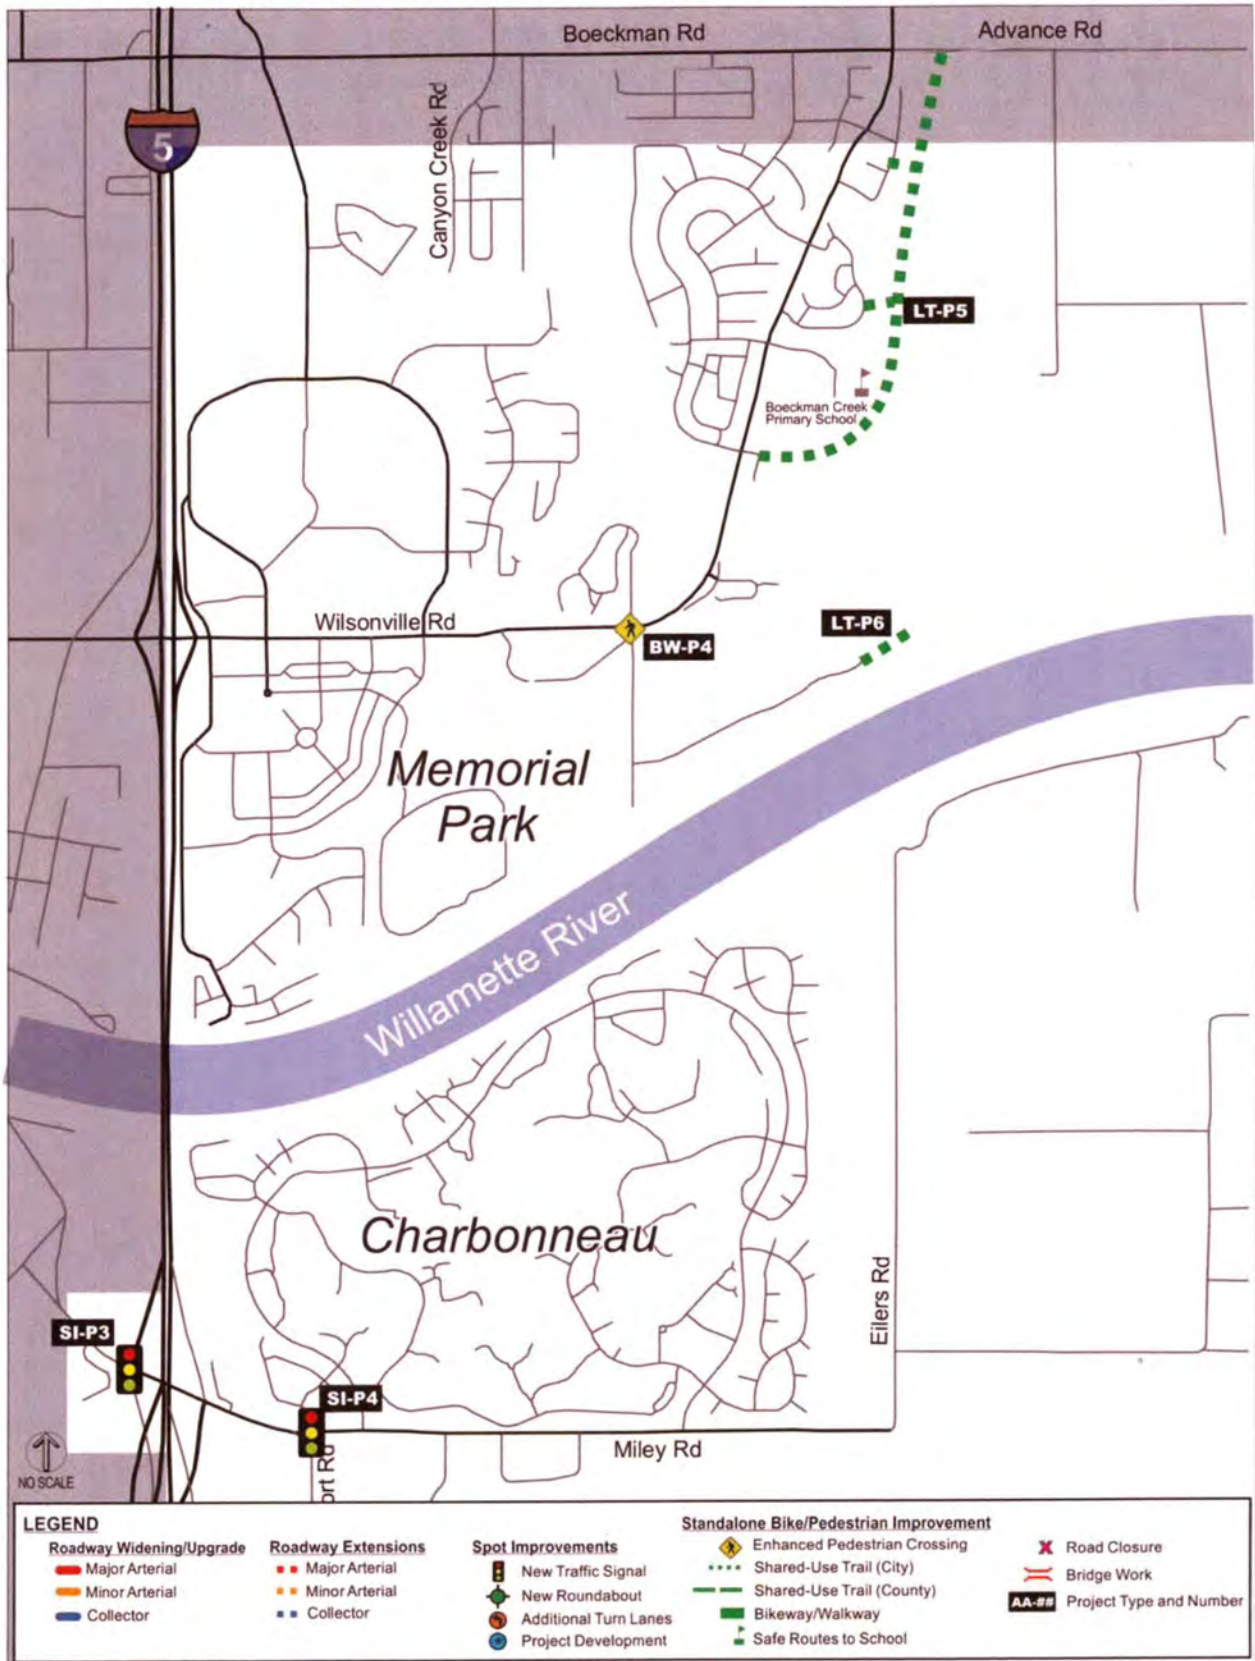 Boeckman Rd
Advance Rd
Canyon Creek Rd
5
LT-P5
Boeckman Creek
Primary School
Wilsonville Rd
BW-P4
LT-P6
Memorial
Park
Willamette River
Charbonneau
Eilers Rd
SI-P3
SI-P4
Miley Rd
ort Rd
NO SCALE
LEGEND
Roadway Widening/Upgrade
Major Arterial
Minor Arterial
Collector
Roadway Extensions
Major Arterial
Minor Arterial
Collector
Spot Improvements
New Traffic Signal
New Roundabout
Additional Turn Lanes
Project Development
Standalone Bike/Pedestrian Improvement
Enhanced Pedestrian Crossing
Shared-Use Trail (City)
Shared-Use Trail (County)
Bikeway/Walkway
Safe Routes to School
Road Closure
Bridge Work
AA-## Project Type and Number